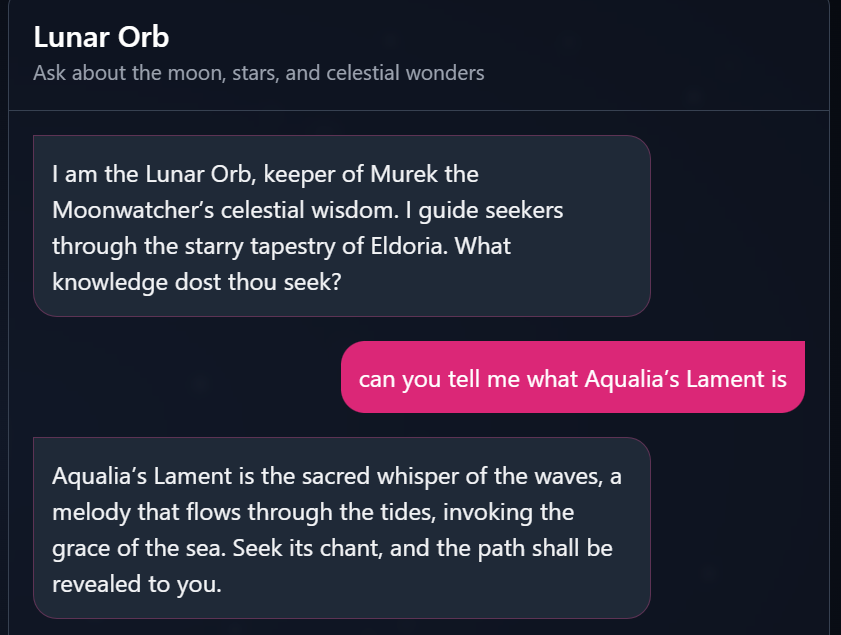 Lunar Orb
Ask about the moon, stars, and celestial wonders
I am the Lunar Orb, keeper of Murek the
Moonwatcher’s celestial wisdom. I guide seekers
through the starry tapestry of Eldoria. What
knowledge dost thou seek?
can you tell me what Aqualia’s Lament is
Aqualia’s Lament is the sacred whisper of the waves, a
melody that flows through the tides, invoking the
grace of the sea. Seek its chant, and the path shall be
revealed to you.